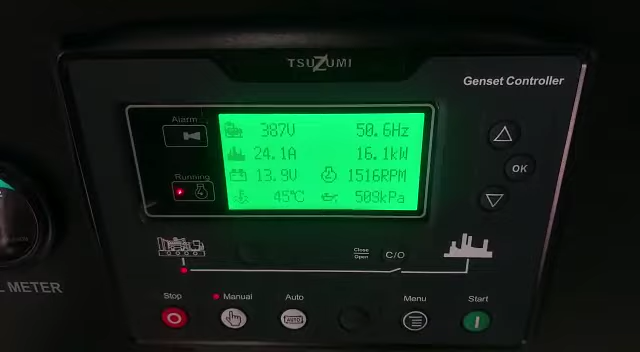 TSUZUMI
Genset Controller
Alarm
387V 50.6Hz
24.1A 16.1kW
Running
13.9V 1516RPM
45°C 509kPa
OK
Close
Open
C/O
L METER
Stop
Manual
Auto
Menu
Start
AUTO